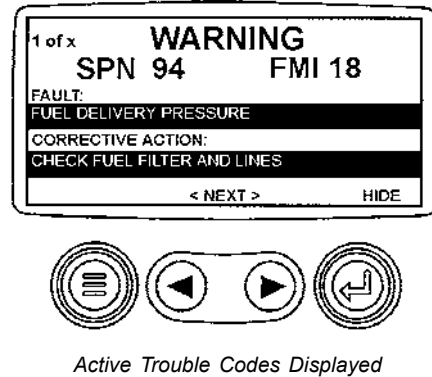 1 of x WARNING
SPN 94 FMI 18
FAULT:
FUEL DELIVERY PRESSURE
CORRECTIVE ACTION:
CHECK FUEL FILTER AND LINES
< NEXT > HIDE
Active Trouble Codes Displayed